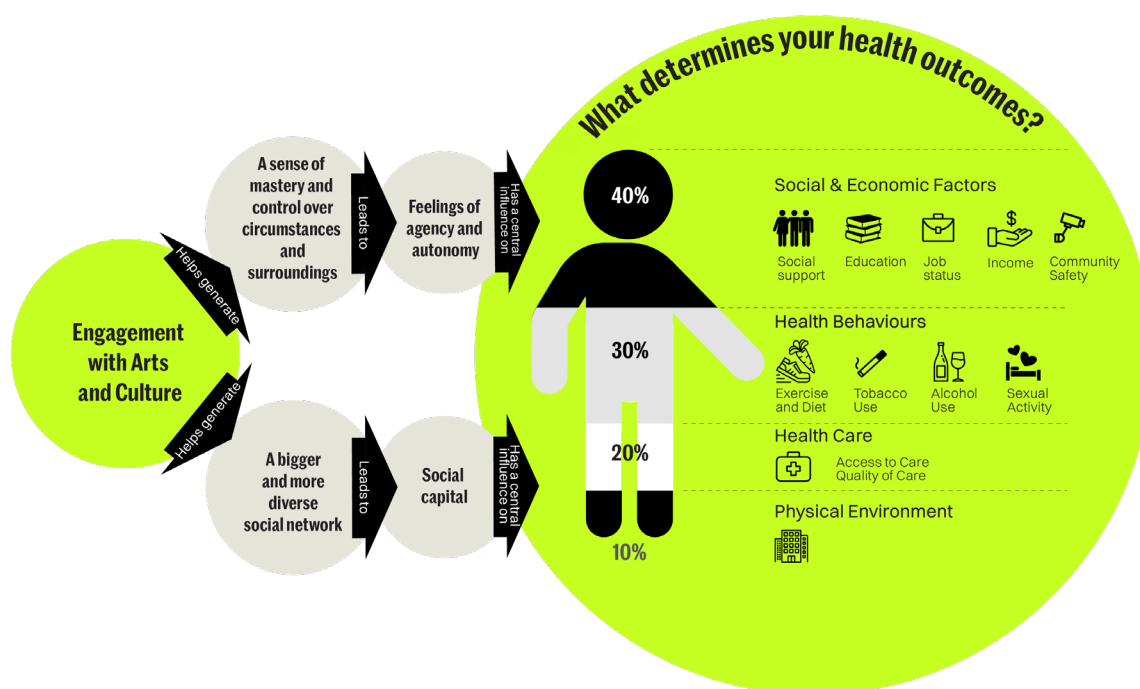 What determines your health outcomes?
Engagement
with Arts
and Culture
Helps generate
A sense of
mastery and
control over
circumstances
and
surroundings
Leads to
Feelings of
agency and
autonomy
Has a central
influence on
Helps generate
A bigger
and more
diverse
social network
Leads to
Social
capital
Has a central
influence on
40%
Social & Economic Factors
Social
support
Education
Job
status
$
Income
Community
Safety
30%
Health Behaviours
Exercise
and Diet
Tobacco
Use
Alcohol
Use
Sexual
Activity
20%
Health Care
Access to Care
Quality of Care
10%
Physical Environment